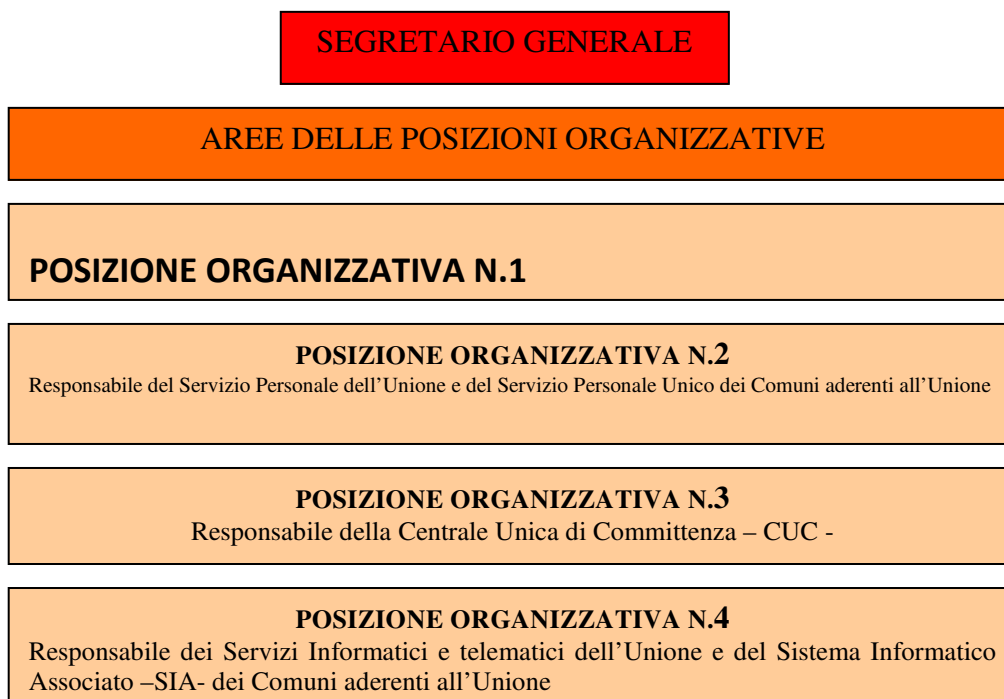 SEGRETARIO GENERALE
AREE DELLE POSIZIONI ORGANIZZATIVE
POSIZIONE ORGANIZZATIVA N.1
POSIZIONE ORGANIZZATIVA N.2
Responsabile del Servizio Personale dell’Unione e del Servizio Personale Unico dei Comuni aderenti all’Unione
POSIZIONE ORGANIZZATIVA N.3
Responsabile della Centrale Unica di Committenza – CUC -
POSIZIONE ORGANIZZATIVA N.4
Responsabile dei Servizi Informatici e telematici dell’Unione e del Sistema Informatico
Associato –SIA- dei Comuni aderenti all’Unione